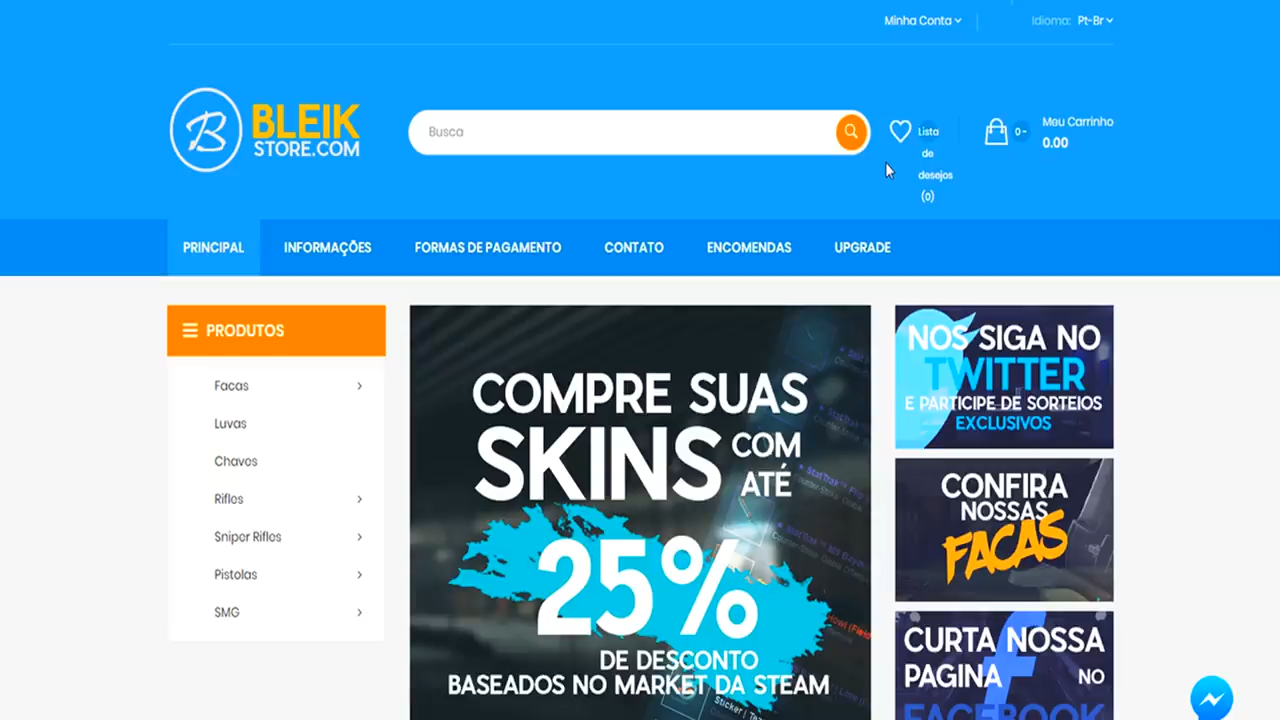 Minha Conta
Idioma: Pt-Br
B BLEIK
STORE.COM
Busca
Lista
de
desejos
(0)
0 -
Meu Carrinho
0.00
PRINCIPAL
INFORMAÇÕES
FORMAS DE PAGAMENTO
CONTATO
ENCOMENDAS
UPGRADE
PRODUTOS
Facas
Luvas
Chaves
Rifles
Sniper Rifles
Pistolas
SMG
COMPRE SUAS
SKINS COM
ATÉ
25%
DE DESCONTO
BASEADOS NO MARKET DA STEAM
Sticker |
NOS SIGA NO
TWITTER
E PARTICIPE DE SORTEIOS
EXCLUSIVOS
CONFIRA
NOSSAS
FACAS
CURTA NOSSA
PAGINA NO
FACEBOOK